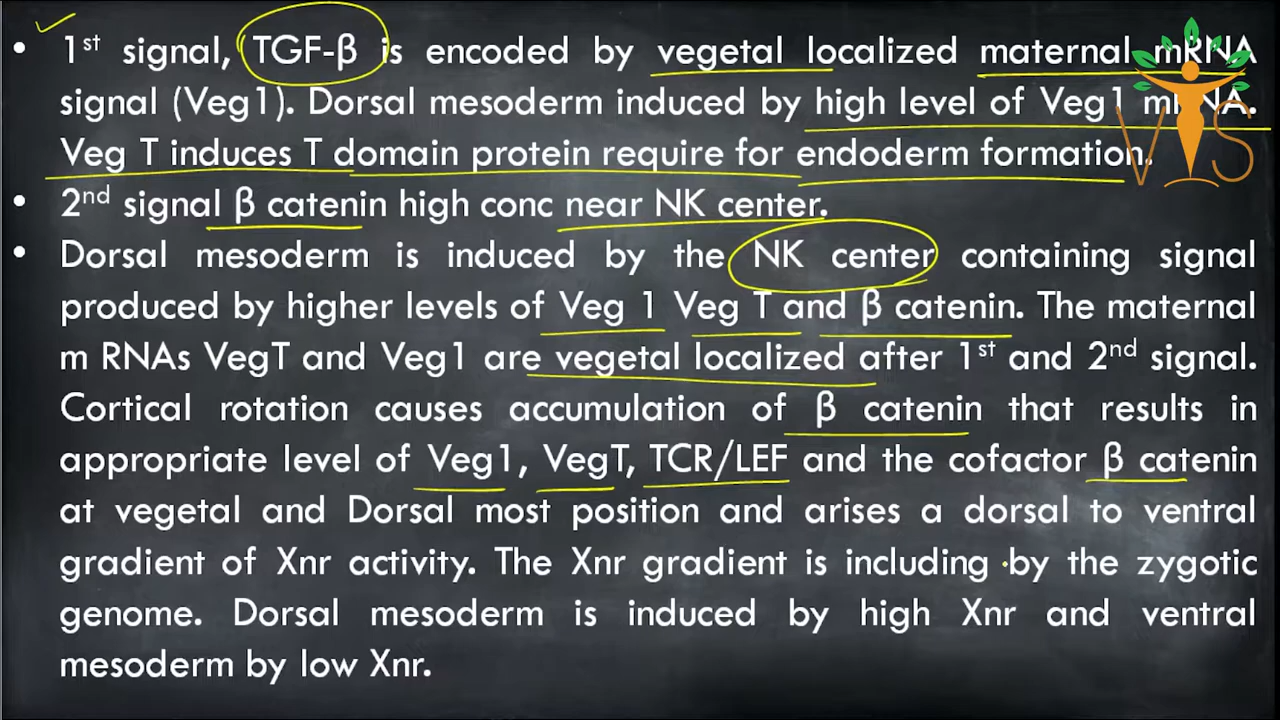 • 1st signal, TGF-β is encoded by vegetal localized maternal mRNA
signal (Veg1). Dorsal mesoderm induced by high level of Veg1 mRNA.
Veg T induces T domain protein require for endoderm formation.
• 2nd signal β catenin high conc near NK center.
• Dorsal mesoderm is induced by the NK center containing signal
produced by higher levels of Veg 1 Veg T and β catenin. The maternal
m RNAs VegT and Veg1 are vegetal localized after 1st and 2nd signal.
Cortical rotation causes accumulation of β catenin that results in
appropriate level of Veg1, VegT, TCR/LEF and the cofactor β catenin
at vegetal and Dorsal most position and arises a dorsal to ventral
gradient of Xnr activity. The Xnr gradient is including by the zygotic
genome. Dorsal mesoderm is induced by high Xnr and ventral
mesoderm by low Xnr.
V S